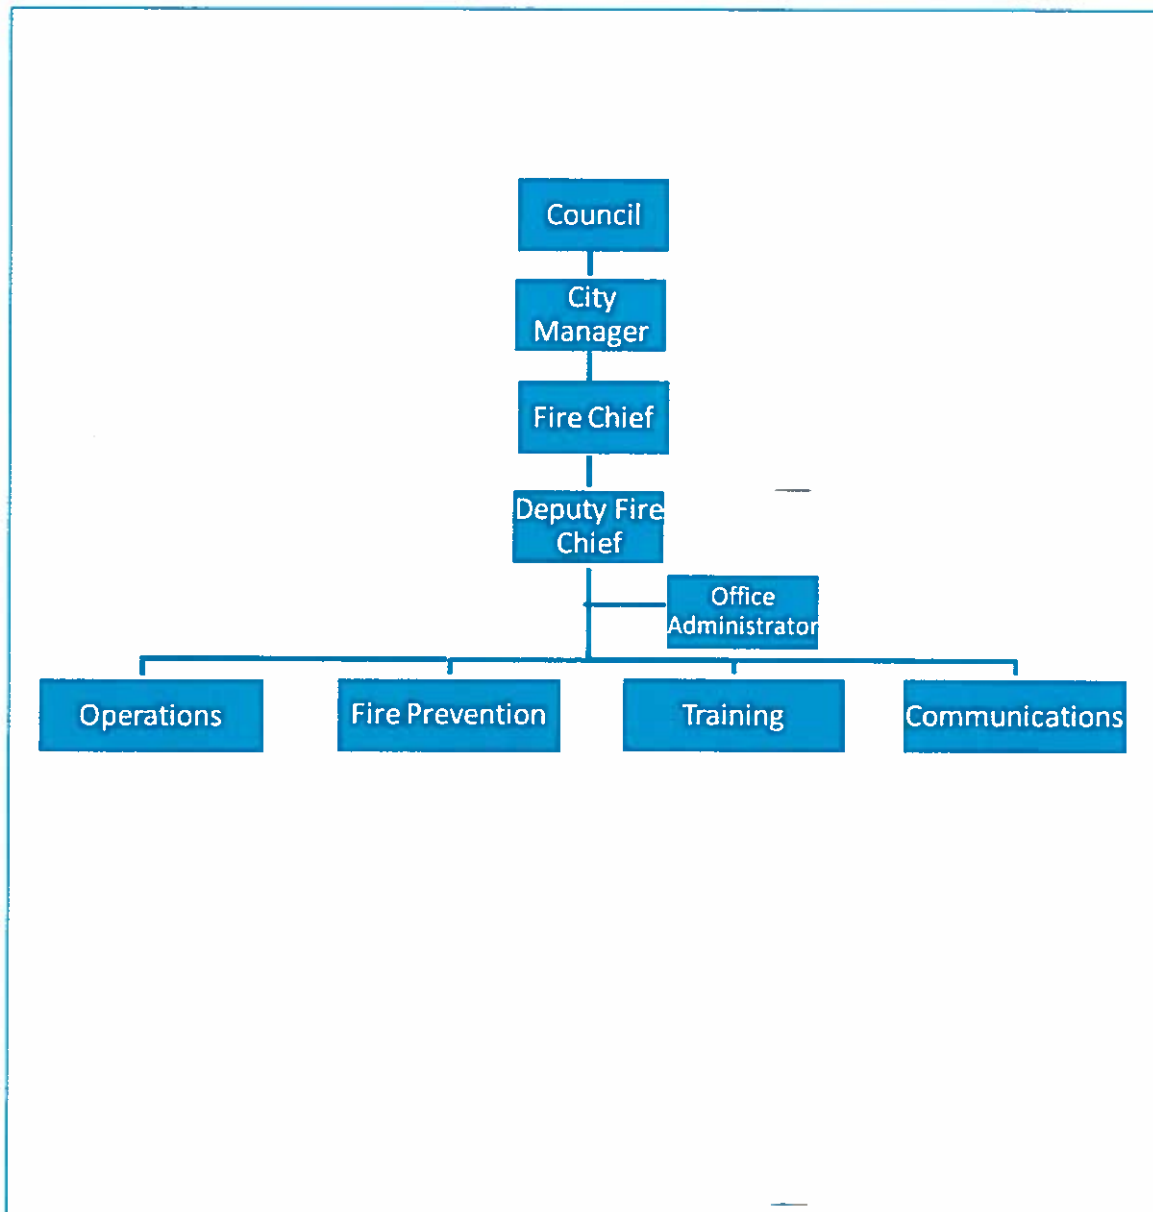 Council
City
Manager
Fire Chief
Deputy Fire
Chief
Office
Administrator
Operations
Fire Prevention
Training
Communications